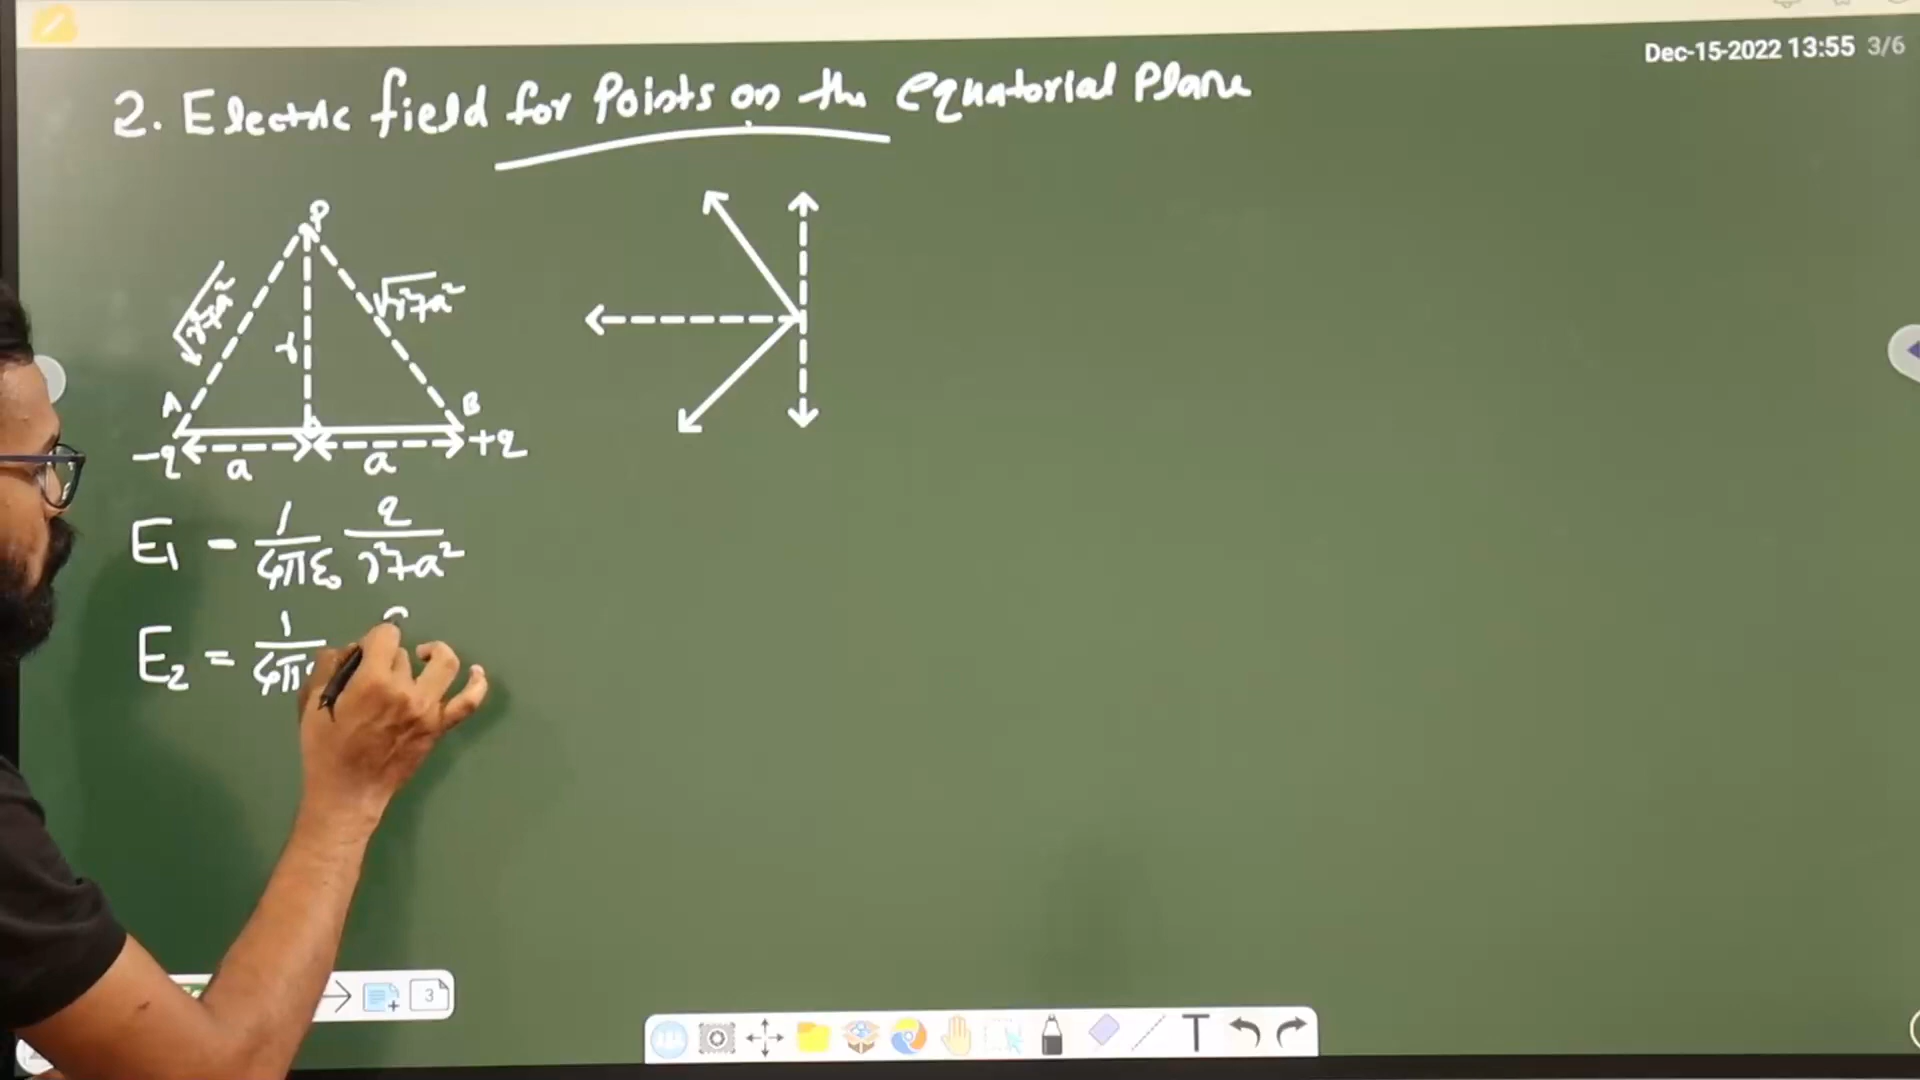 Dec-15-2022 13:55 3/6
2. Electric field for Points on the equatorial Plane
P
√r²+a² √r²+a²
r
A B
-q a a +q
E₁ - 1/4πε₀ q/r²+a²
E₂ = 1/4π
3
T